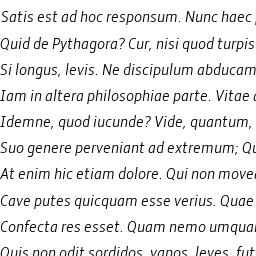 Satis est ad hoc responsum. Nunc haec
Quid de Pythagora? Cur, nisi quod turpis
Si longus, levis. Ne discipulum abducam
Iam in altera philosophiae parte. Vitae
Idemne, quod iucunde? Vide, quantum,
Suo genere perveniant ad extremum;
At enim hic etiam dolore. Qui non
Cave putes quicquam esse verius. Quae
Confecta res esset. Quam nemo
Quis non odit sordidos, vanos, leves,